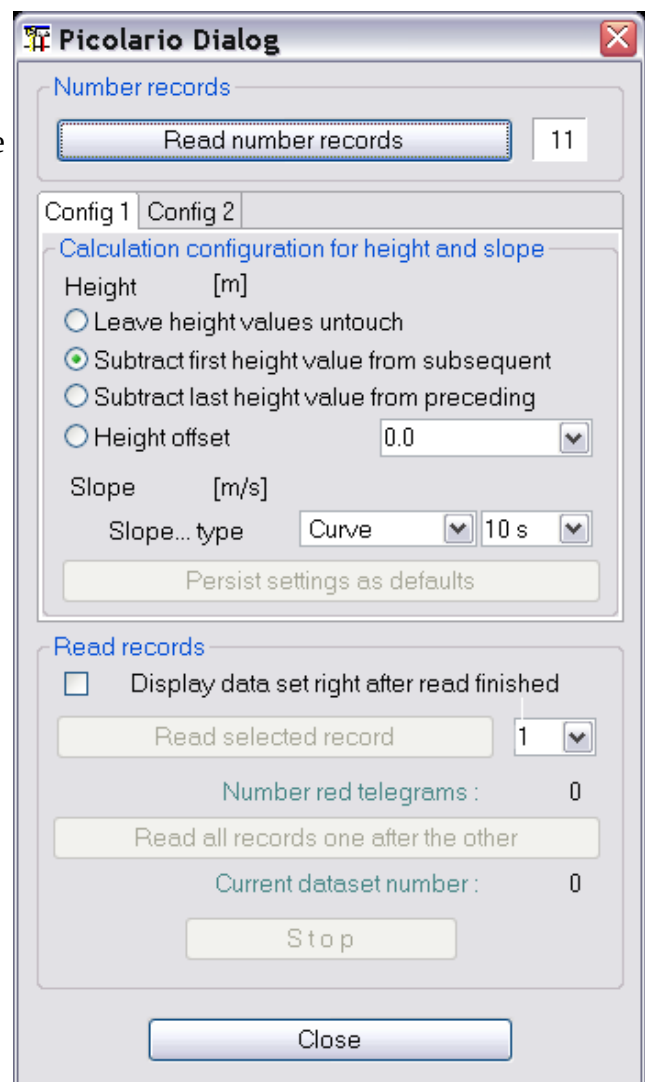 Picolario Dialog
Number records
e
Read number records 11
Config 1 Config 2
Calculation configuration for height and slope
Height [m]
Leave height values untouch
Subtract first height value from subsequent
Subtract last height value from preceding
Height offset 0.0
Slope [m/s]
Slope... type Curve 10 s
Persist settings as defaults
Read records
Display data set right after read finished
Read selected record 1
Number red telegrams : 0
Read all records one after the other
Current dataset number : 0
Stop
Close